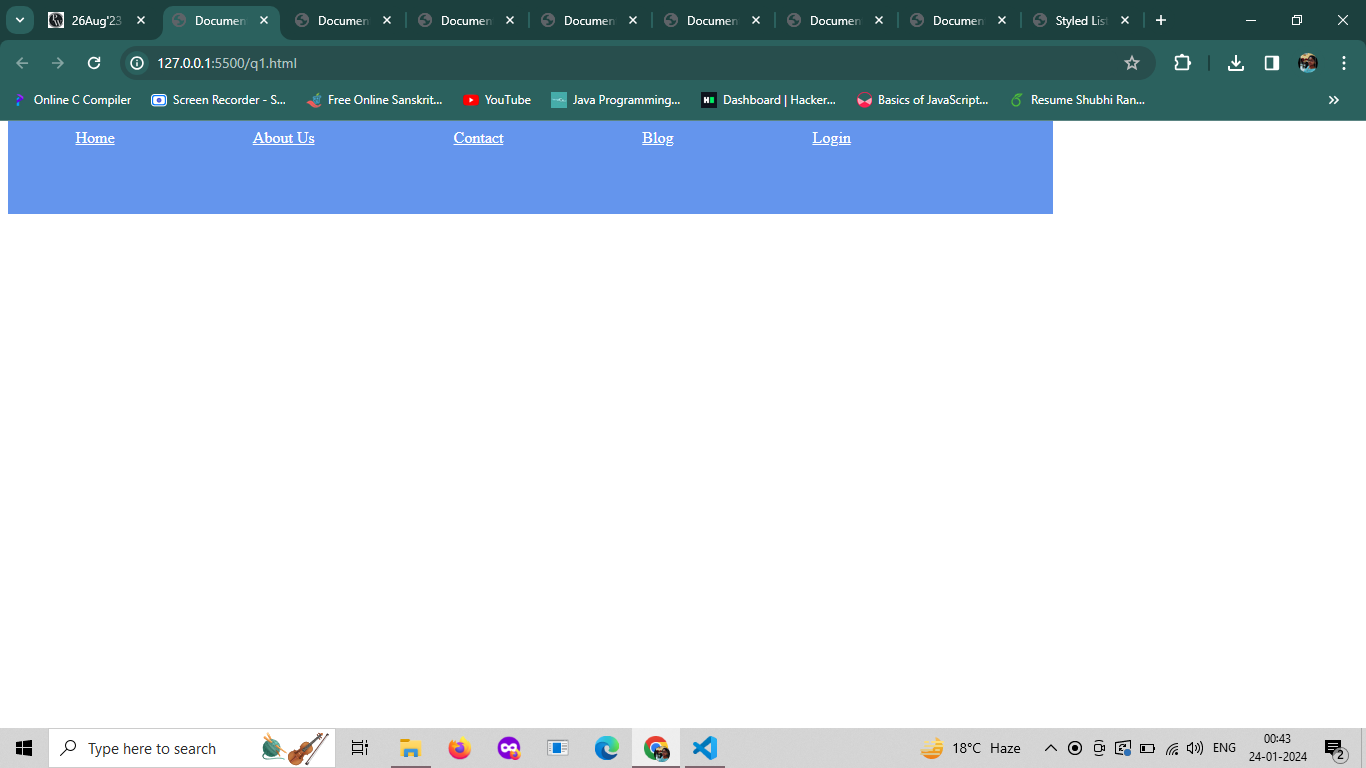 26Aug'23
Documen
Documen
Documen
Documen
Documen
Documen
Documen
Styled List
127.0.0.1:5500/q1.html
Online C Compiler
Screen Recorder - S...
Free Online Sanskrit...
YouTube
Java Programming...
Dashboard | Hacker...
Basics of JavaScript...
Resume Shubhi Ran...
Home About Us Contact Blog Login
Type here to search
18°C Haze
ENG
00:43
24-01-2024
2